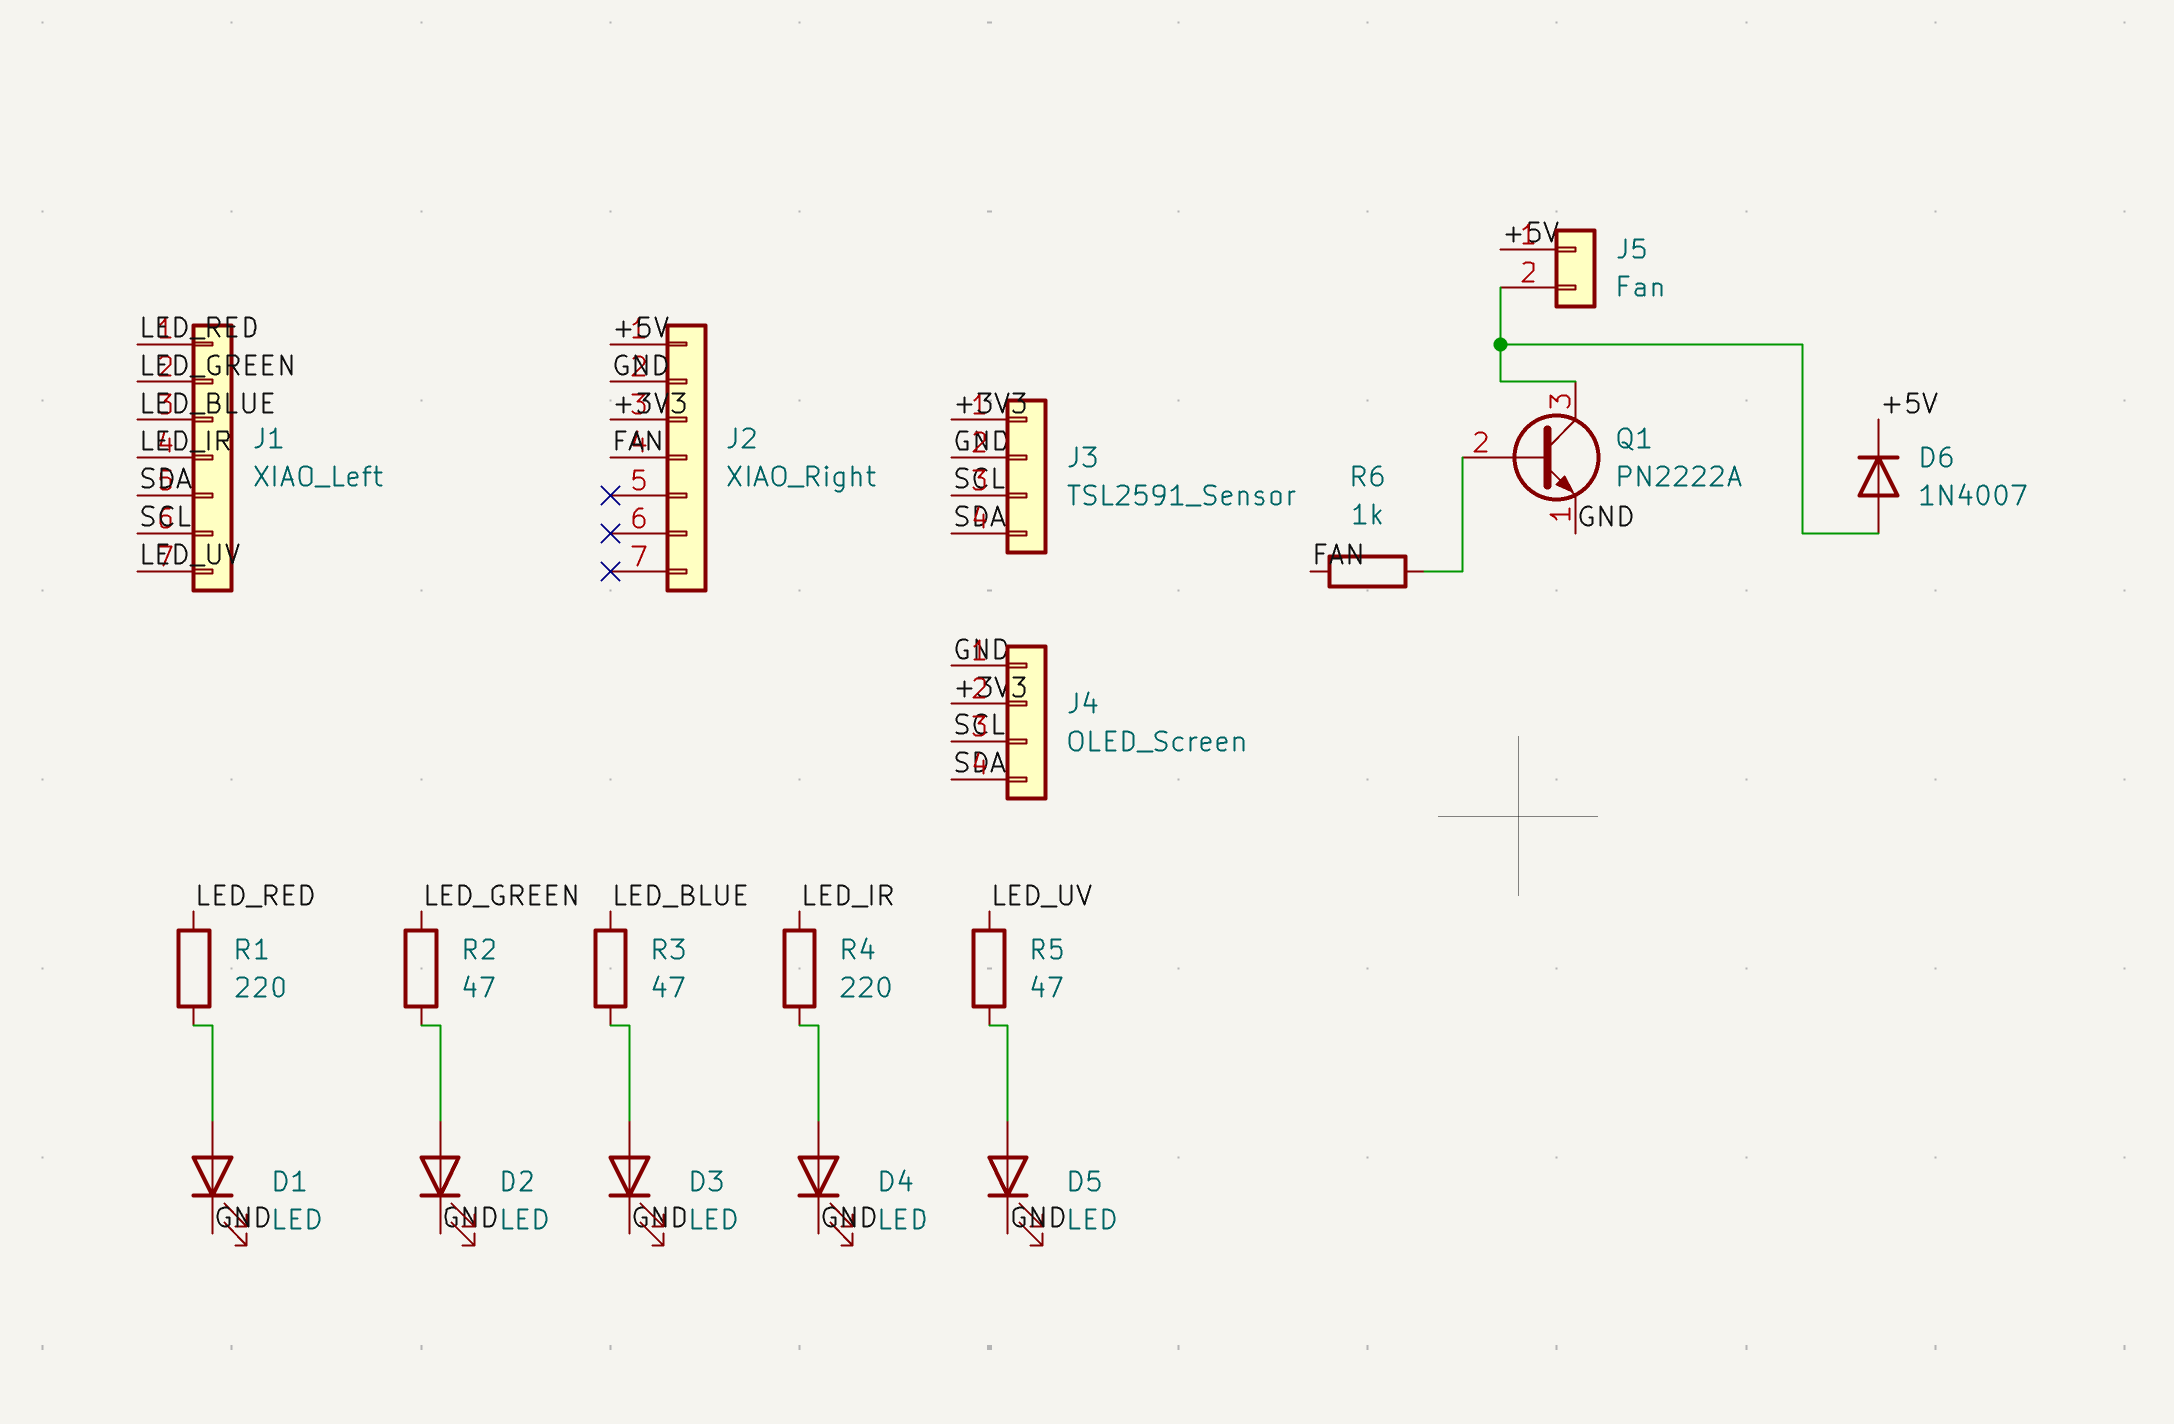 LED_RED
1
LED_GREEN
2
LED_BLUE
3
LED_IR
4
SDA
5
SCL
6
LED_UV
7
J1
XIAO_Left
+5V
1
GND
2
+3V3
3
FAN
4
5
6
7
J2
XIAO_Right
+3V3
1
GND
2
SCL
3
SDA
4
J3
TSL2591_Sensor
GND
1
+3V3
2
SCL
3
SDA
4
J4
OLED_Screen
+5V
1
2
J5
Fan
3
2
1
Q1
PN2222A
GND
R6
1k
FAN
+5V
D6
1N4007
LED_RED
R1
220
D1
LED
GND
LED_GREEN
R2
47
D2
LED
GND
LED_BLUE
R3
47
D3
LED
GND
LED_IR
R4
220
D4
LED
GND
LED_UV
R5
47
D5
LED
GND